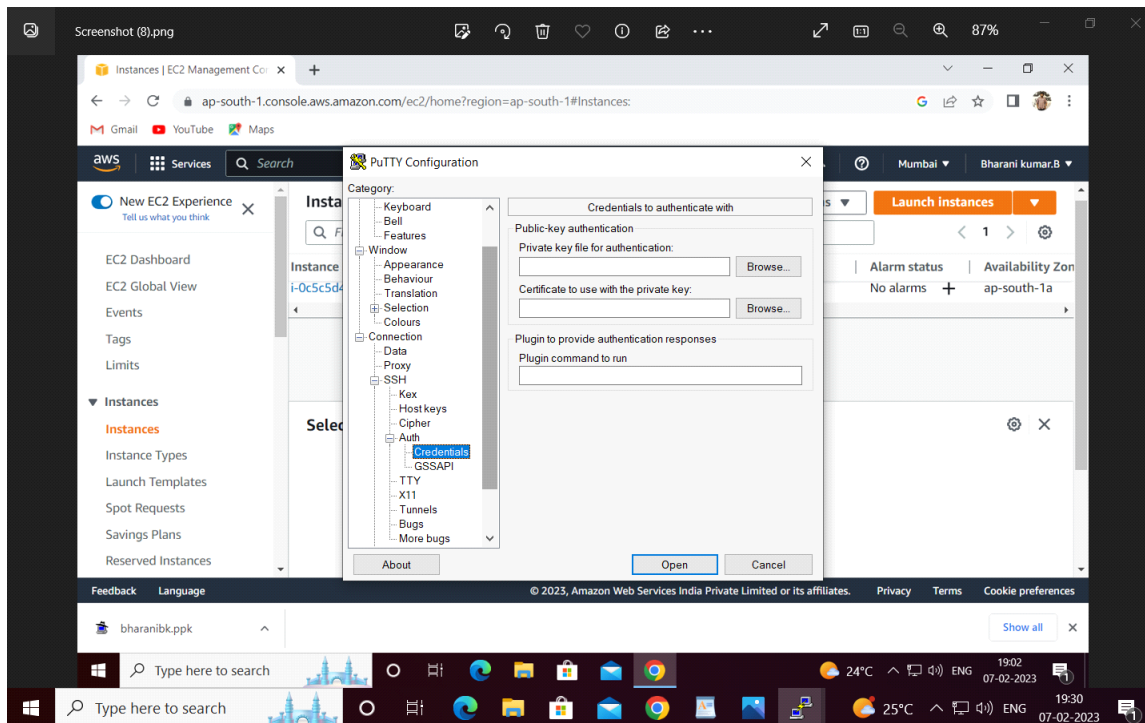 Screenshot (8).png
87%
Instances | EC2 Management Co
ap-south-1.console.aws.amazon.com/ec2/home?region=ap-south-1#Instances:
Gmail YouTube Maps
aws Services Search
Mumbai Bharani kumar.B
New EC2 Experience
Tell us what you think
EC2 Dashboard
EC2 Global View
Events
Tags
Limits
Instances
Instances
Instance Types
Launch Templates
Spot Requests
Savings Plans
Reserved Instances
Insta
Launch instances
1
Instance
Alarm status
Availability Zon
i-0c5c5d4
No alarms
ap-south-1a
Selec
PuTTY Configuration
Category:
Keyboard
Bell
Features
Window
Appearance
Behaviour
Translation
Selection
Colours
Connection
Data
Proxy
SSH
Kex
Host keys
Cipher
Auth
Credentials
GSSAPI
TTY
X11
Tunnels
Bugs
More bugs
Credentials to authenticate with
Public-key authentication
Private key file for authentication:
Browse...
Certificate to use with the private key:
Browse...
Plugin to provide authentication responses
Plugin command to run
About
Open
Cancel
Feedback Language
© 2023, Amazon Web Services India Private Limited or its affiliates.
Privacy Terms Cookie preferences
bharanibk.ppk
Show all
Type here to search
24°C
ENG
19:02
07-02-2023
Type here to search
25°C
ENG
19:30
07-02-2023